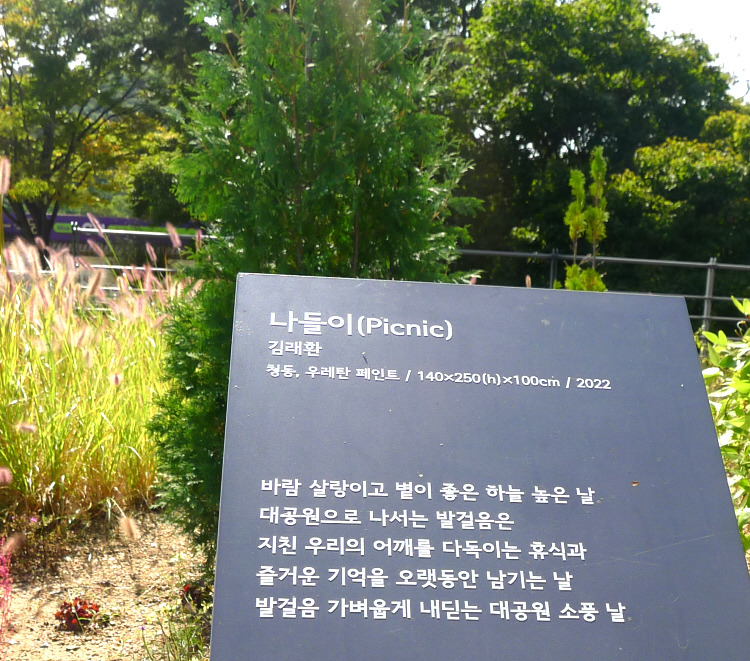 나들이(Picnic)
김래환
청동, 우레탄 페인트 / 140×250(h)×100cm / 2022
바람 살랑이고 볕이 좋은 하늘 높은 날
대공원으로 나서는 발걸음은
지친 우리의 어깨를 다독이는 휴식과
즐거운 기억을 오랫동안 남기는 날
발걸음 가벼웁게 내딛는 대공원 소풍 날